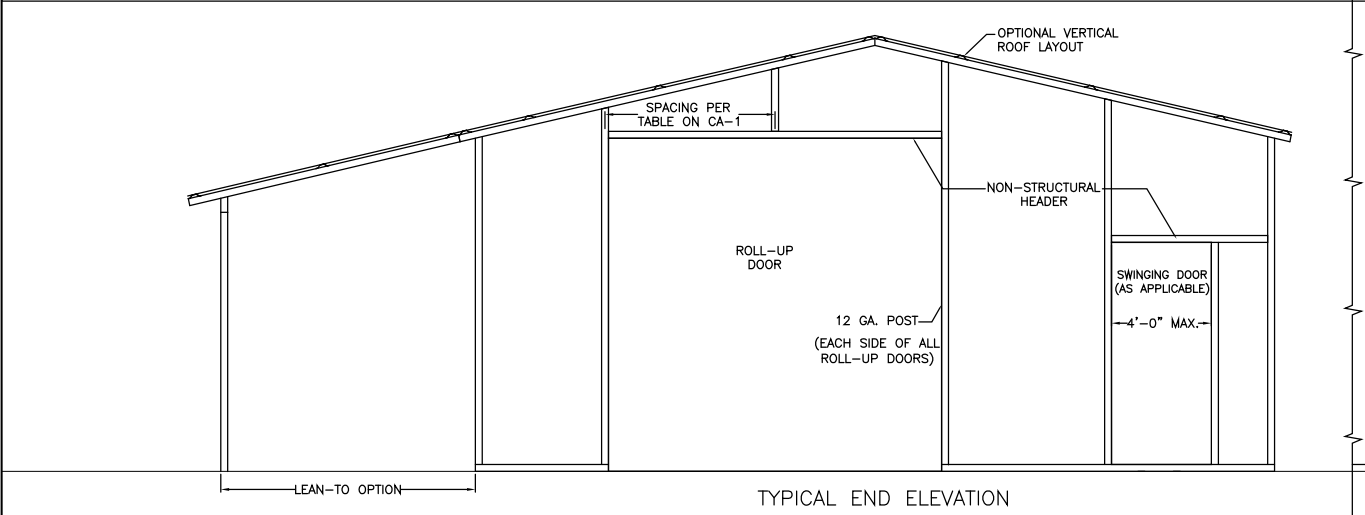 OPTIONAL VERTICAL
ROOF LAYOUT
SPACING PER
TABLE ON CA-1
NON-STRUCTURAL
HEADER
ROLL-UP
DOOR
SWINGING DOOR
(AS APPLICABLE)
4'-0" MAX.
12 GA. POST
(EACH SIDE OF ALL
ROLL-UP DOORS)
LEAN-TO OPTION
TYPICAL END ELEVATION